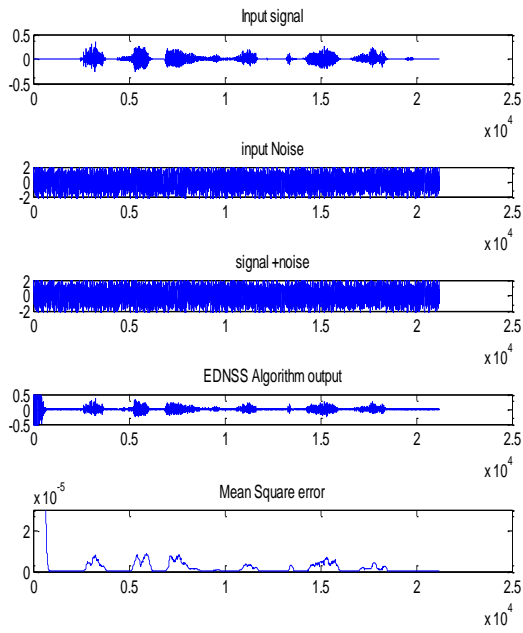 Input signal
0.5
0
-0.5
0 0.5 1 1.5 2 2.5
x 10^4
input Noise
2
0
-2
0 0.5 1 1.5 2 2.5
x 10^4
signal +noise
2
0
-2
0 0.5 1 1.5 2 2.5
x 10^4
EDNSS Algorithm output
0.5
0
-0.5
0 0.5 1 1.5 2 2.5
x 10^4
x 10^-5
Mean Square error
2
0
0 0.5 1 1.5 2 2.5
x 10^4